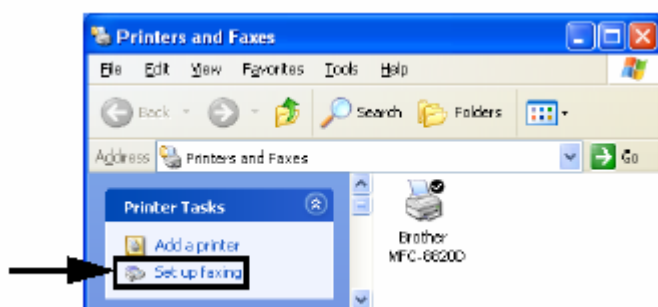 Printers and Faxes
File Edit View Favorites Tools Help
Back Search Folders
Address Printers and Faxes Go
Printer Tasks
Add a printer
Set up faxing
Brother
MFC-8820D